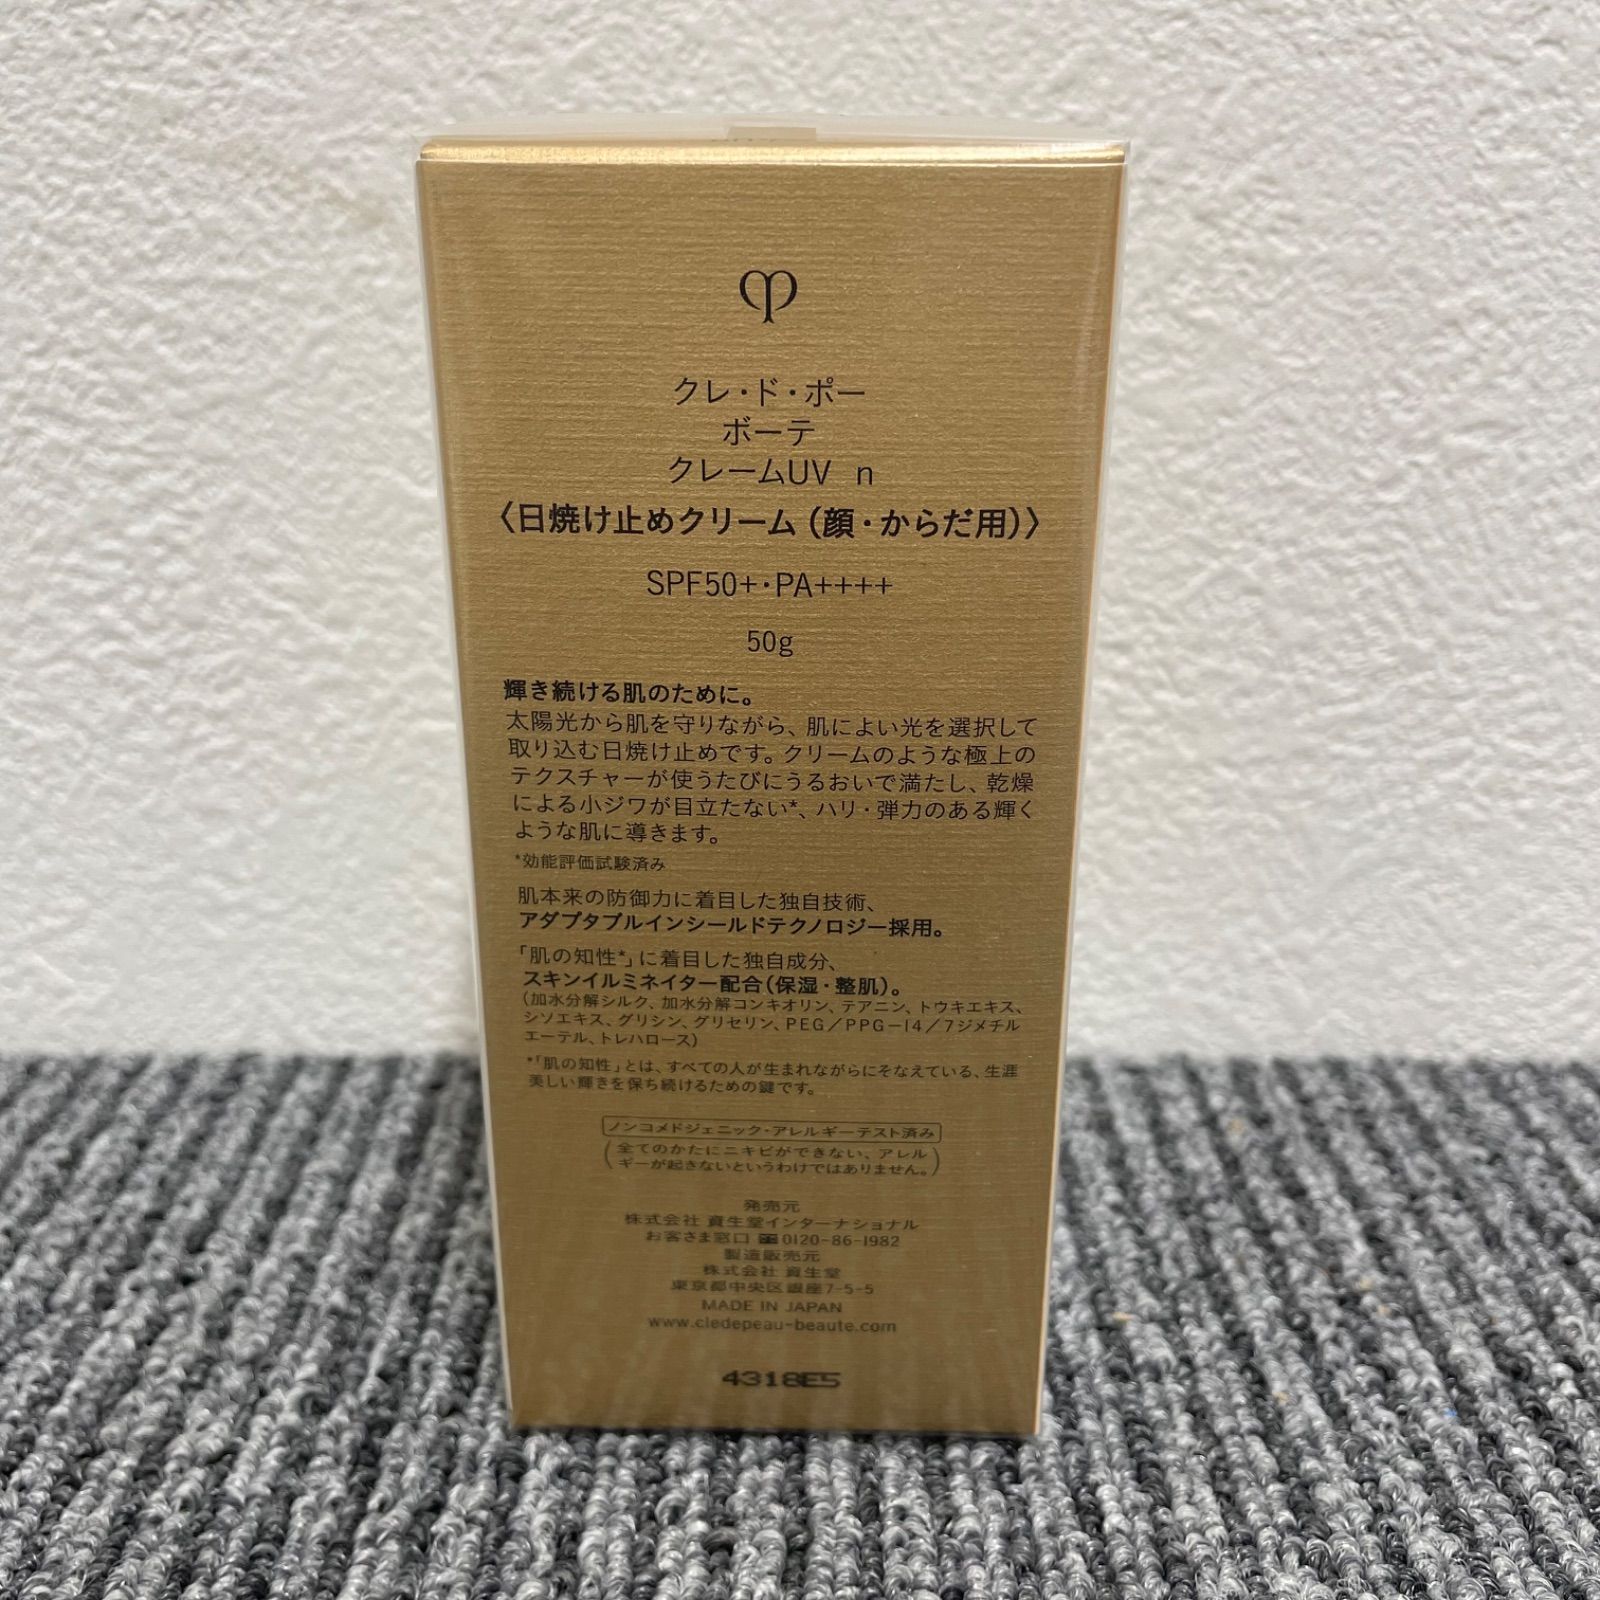 クレ・ド・ポー
ボーテ
クレームUV n
〈日焼け止めクリーム(顔・からだ用)〉
SPF50+・PA++++
50g
輝き続ける肌のために。
太陽光から肌を守りながら、肌によい光を選択して
取り込む日焼け止めです。クリームのような極上の
テクスチャーが使うたびにうるおいで満たし、乾燥
による小ジワが目立たない*、ハリ・弾力のある輝く
ような肌に導きます。
*効能評価試験済み
肌本来の防御力に着目した独自技術、
アダプタブルインシールドテクノロジー採用。
「肌の知性*」に着目した独自成分、
スキンイルミネイター配合(保湿・整肌)。
(加水分解シルク、加水分解コンキオリン、テアニン、トウキエキス、
シソエキス、グリシン、グリセリン、PEG/PPG-14/7ジメチル
エーテル、トレハロース)
*「肌の知性」とは、すべての人が生まれながらにそなえている、生涯
美しい輝きを保ち続けるための鍵です。
ノンコメドジェニック・アレルギーテスト済み
(全てのかたにニキビができない、アレル
ギーが起きないというわけではありません。)
発売元
株式会社 資生堂インターナショナル
お客さま窓口 0120-86-1982
製造販売元
株式会社 資生堂
東京都中央区銀座7-5-5
MADE IN JAPAN
www.cledepeau-beaute.com
4318E5